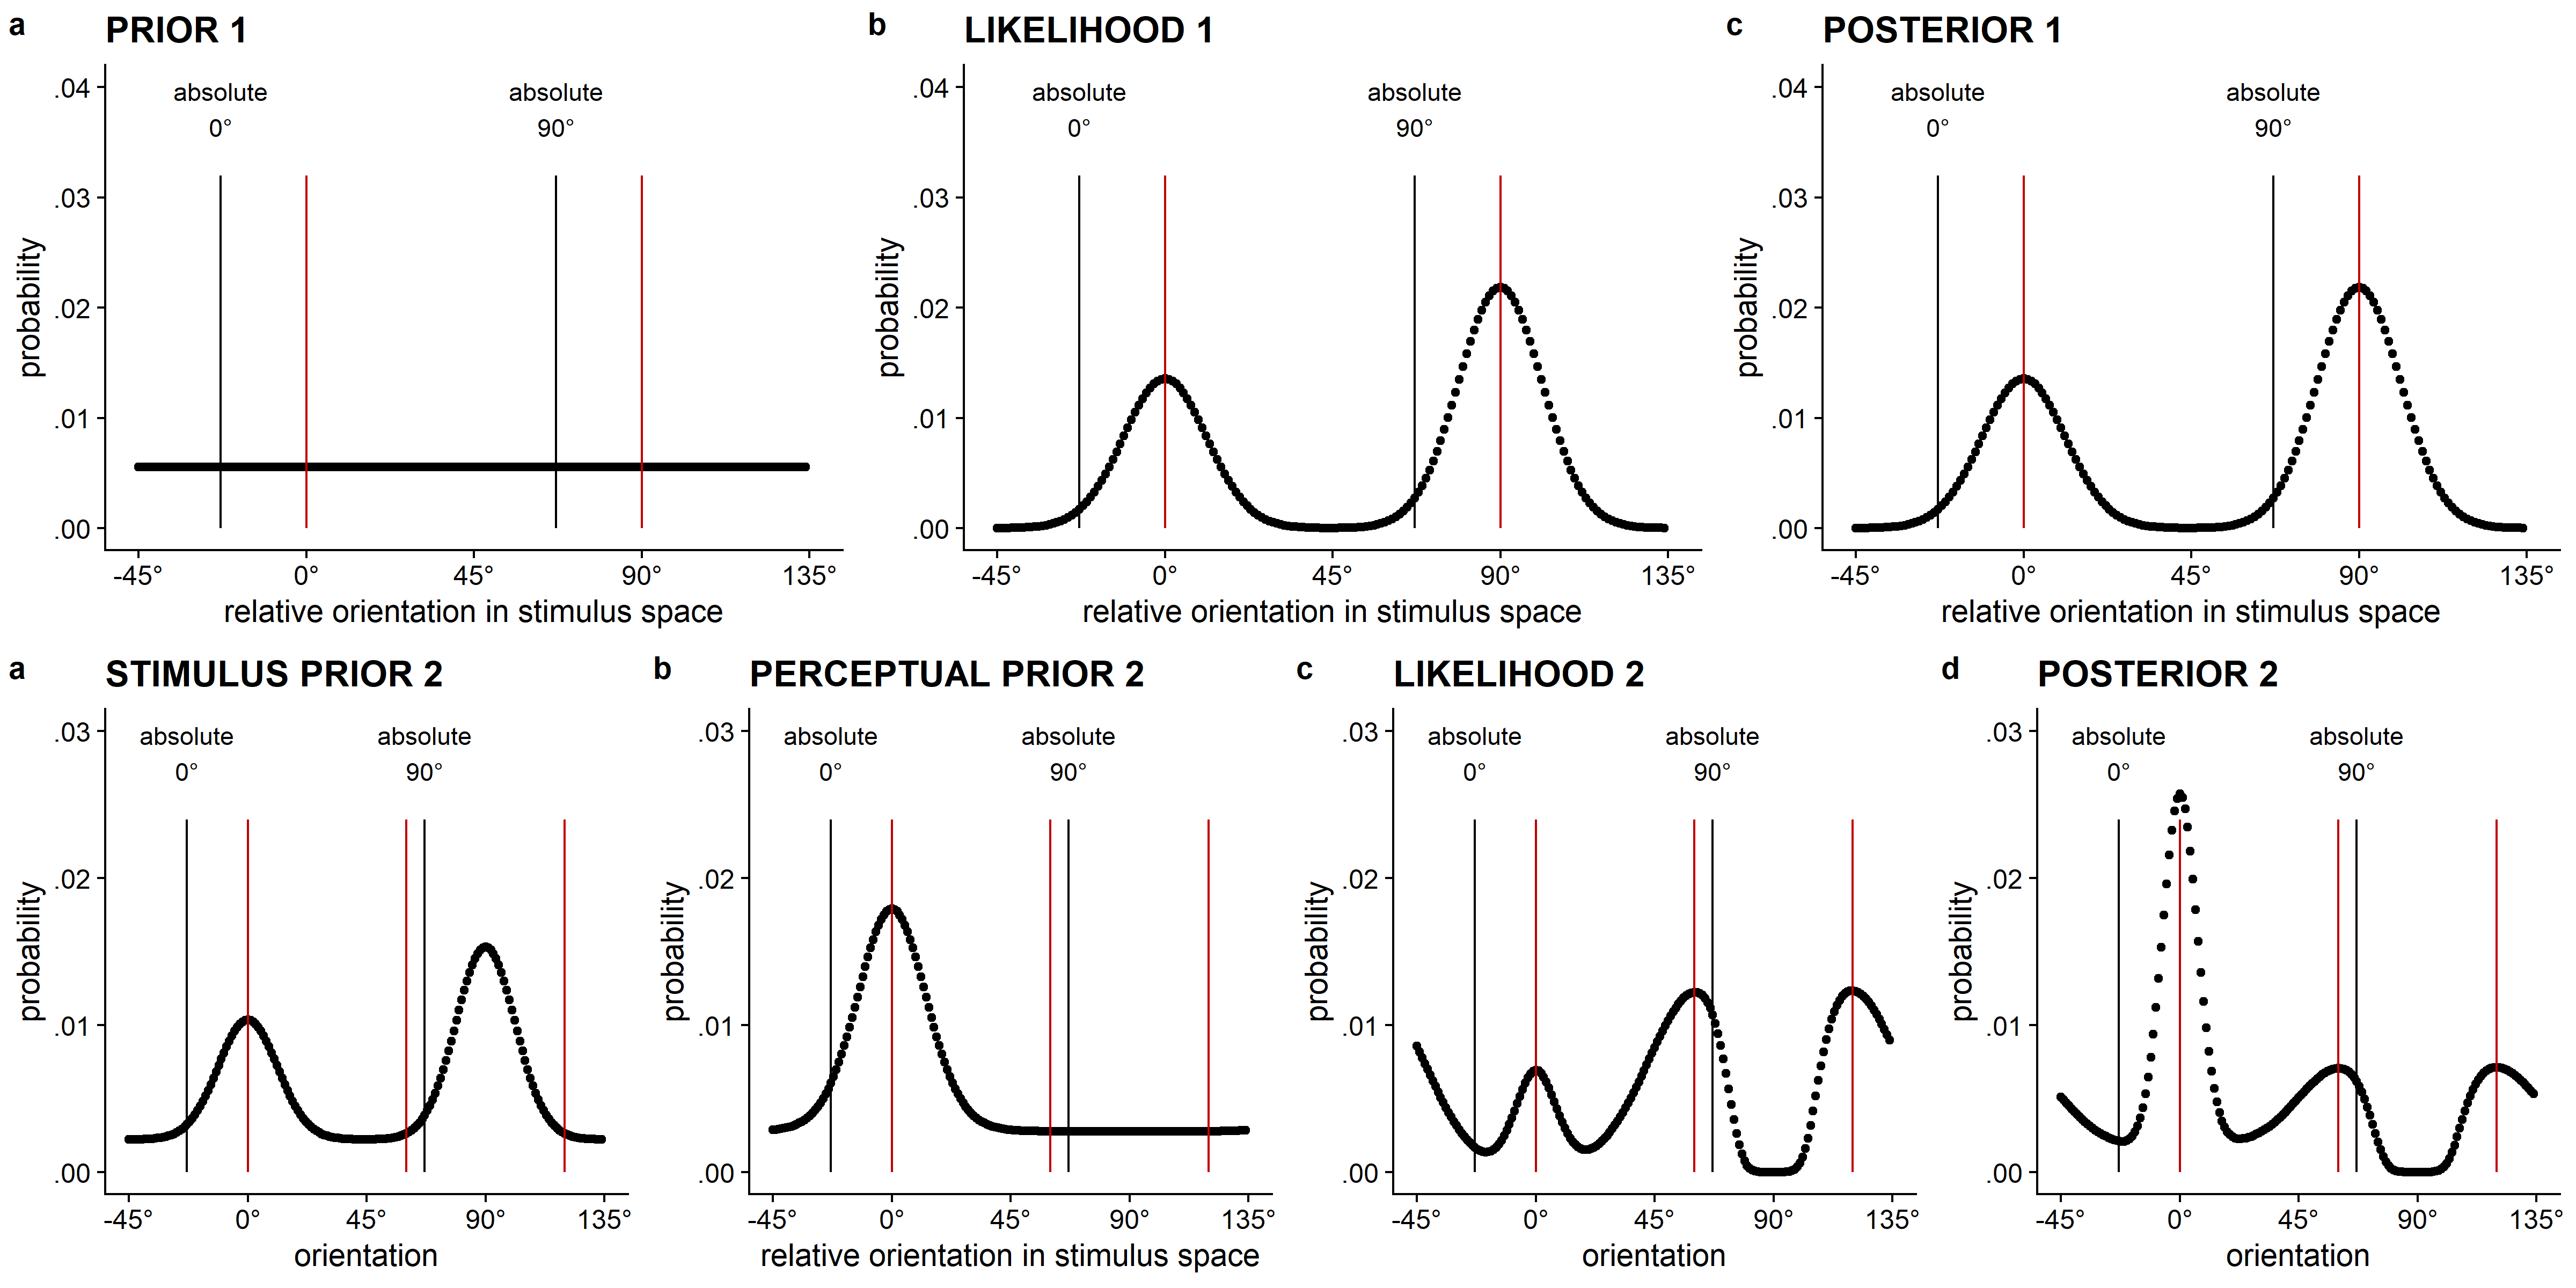 a PRIOR 1
absolute absolute
0° 90°
.04
.03
.02
.01
.00
probability
-45° 0° 45° 90° 135°
relative orientation in stimulus space
b LIKELIHOOD 1
absolute absolute
0° 90°
.04
.03
.02
.01
.00
probability
-45° 0° 45° 90° 135°
relative orientation in stimulus space
c POSTERIOR 1
absolute absolute
0° 90°
.04
.03
.02
.01
.00
probability
-45° 0° 45° 90° 135°
relative orientation in stimulus space
a STIMULUS PRIOR 2
absolute absolute
0° 90°
.03
.02
.01
.00
probability
-45° 0° 45° 90° 135°
orientation
b PERCEPTUAL PRIOR 2
absolute absolute
0° 90°
.03
.02
.01
.00
probability
-45° 0° 45° 90° 135°
relative orientation in stimulus space
c LIKELIHOOD 2
absolute absolute
0° 90°
.03
.02
.01
.00
probability
-45° 0° 45° 90° 135°
orientation
d POSTERIOR 2
absolute absolute
0° 90°
.03
.02
.01
.00
probability
-45° 0° 45° 90° 135°
orientation